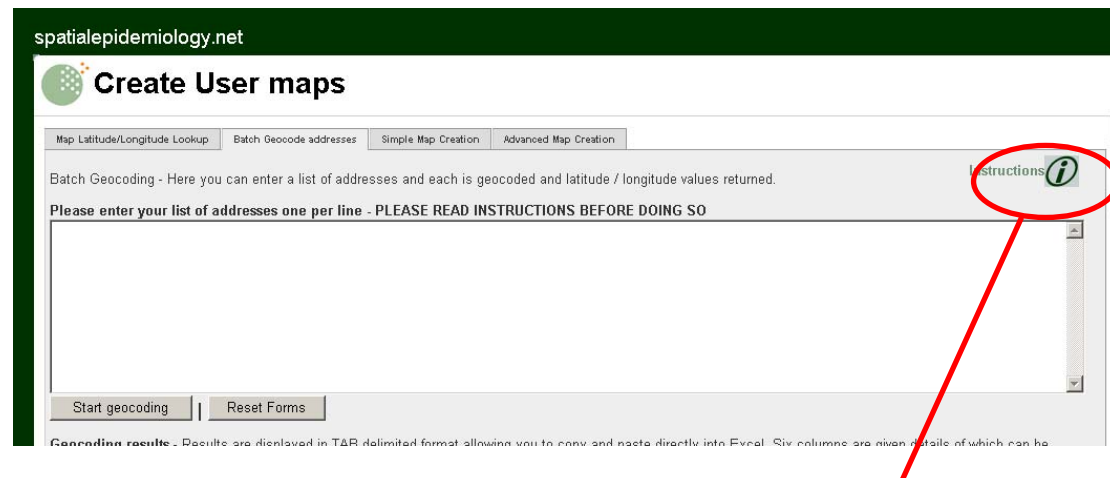 spatialepidemiology.net
Create User maps
Map Latitude/Longitude Lookup
Batch Geocode addresses
Simple Map Creation
Advanced Map Creation
Instructions
Batch Geocoding - Here you can enter a list of addresses and each is geocoded and latitude / longitude values returned.
Please enter your list of addresses one per line - PLEASE READ INSTRUCTIONS BEFORE DOING SO
Start geocoding | Reset Forms
Geocoding results - Results are displayed in TAB delimited format allowing you to copy and paste directly into Excel. Six columns are given details of which can be